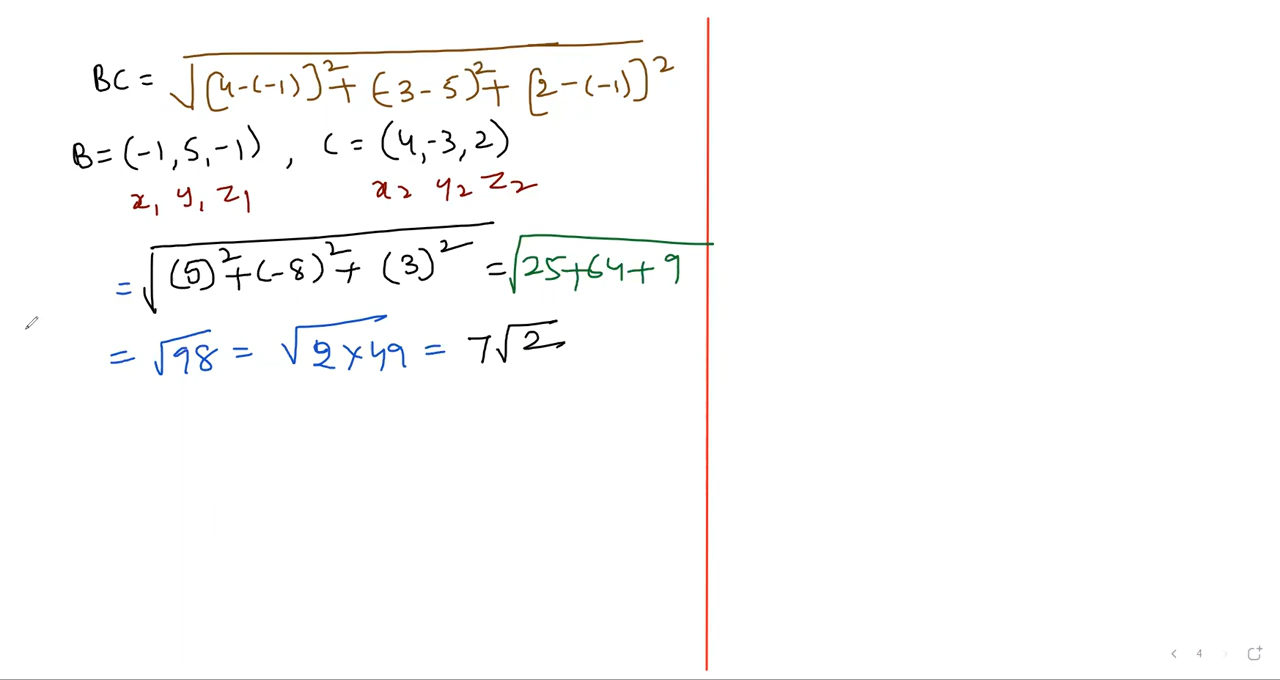 BC = √[4-(-1)]²+(-3-5)²+[2-(-1)]²
B=(-1,5,-1), C=(4,-3,2)
x₁ y₁ z₁ x₂ y₂ z₂
= √(5)²+(-8)²+(3)² = √25+64+9
= √98 = √2×49 = 7√2
4